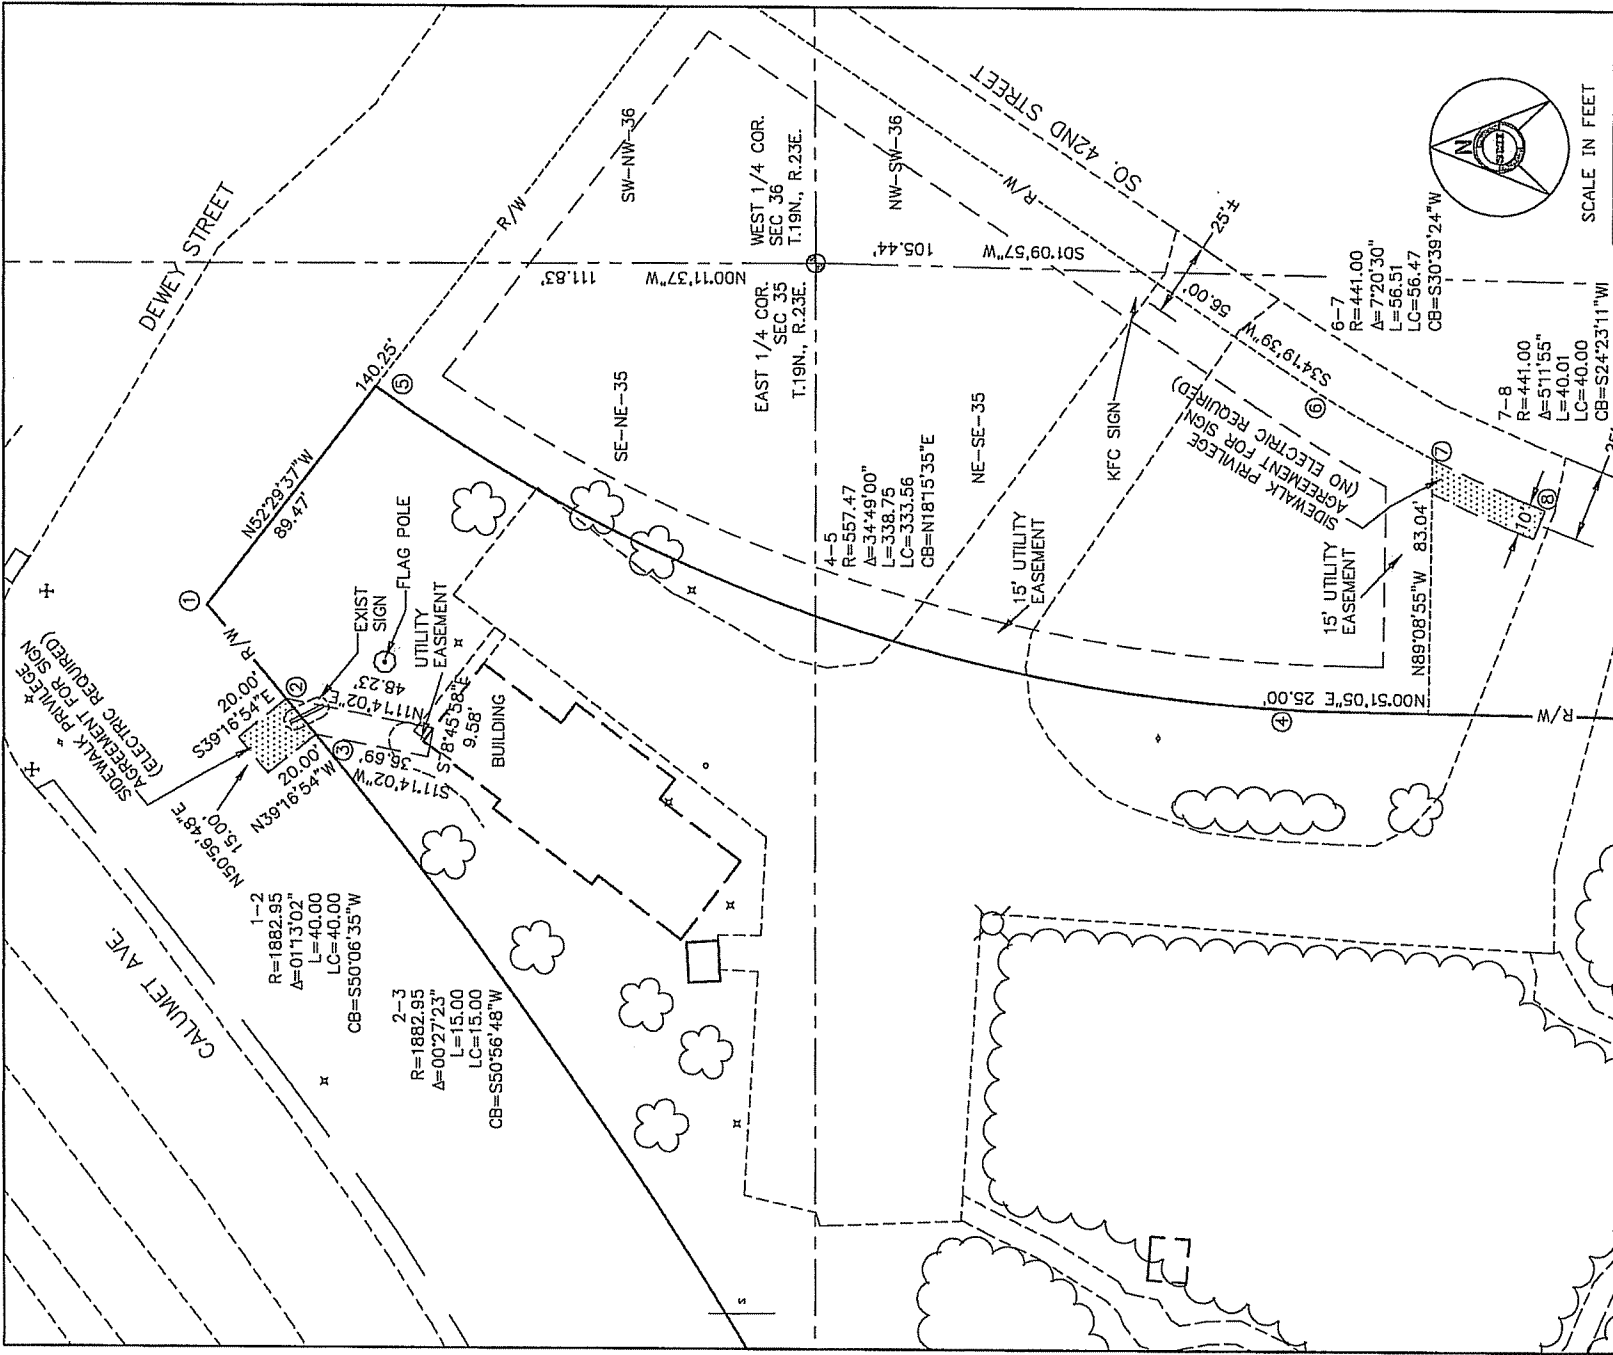 DEWEY STREET
CALUMET AVE.
SO. 42ND STREET
R/W
R/W
R/W
R/W
SW-NW-36
NW-SW-36
SE-NE-35
NE-SE-35
WEST 1/4 COR.
SEC 36
T.19N., R.23E.
EAST 1/4 COR.
SEC 35
T.19N., R.23E.
N00°11'37"W
111.83'
105.44'
S01°09'57"W
140.25'
N52°29'37"W
89.47'
1
2
3
4
5
6
7
8
SIDEWALK PRIVILEGE
AGREEMENT FOR SIGN
(ELECTRIC REQUIRED)
20.00'
S39°16'54"E
20.00'
N39°16'54"W
N50°56'48"E
15.00'
EXIST
SIGN
FLAG POLE
UTILITY
EASEMENT
N11°14'02"E
48.23'
36.69'
S11°14'02"W
9.58'
BUILDING
1-2
R=1882.95
Δ=01°13'02"
L=40.00
LC=40.00
CB=S50°06'35"W
2-3
R=1882.95
Δ=00°27'23"
L=15.00
LC=15.00
CB=S50°56'48"W
4-5
R=557.47
Δ=34°49'00"
L=338.75
LC=333.56
CB=N18°15'35"E
KFC SIGN
25'±
56.00'
56.00'
S34°19'39"W
SIDEWALK PRIVILEGE
AGREEMENT FOR SIGN
(NO ELECTRIC REQUIRED)
15' UTILITY
EASEMENT
15' UTILITY
EASEMENT
N89°08'55"W 83.04'
N00°51'05"E 25.00'
10'
6-7
R=441.00
Δ=7°20'30"
L=56.51
LC=56.47
CB=S30°39'24"W
7-8
R=441.00
Δ=5°11'55"
L=40.01
LC=40.00
CB=S24°23'11"W
N
SCALE IN FEET